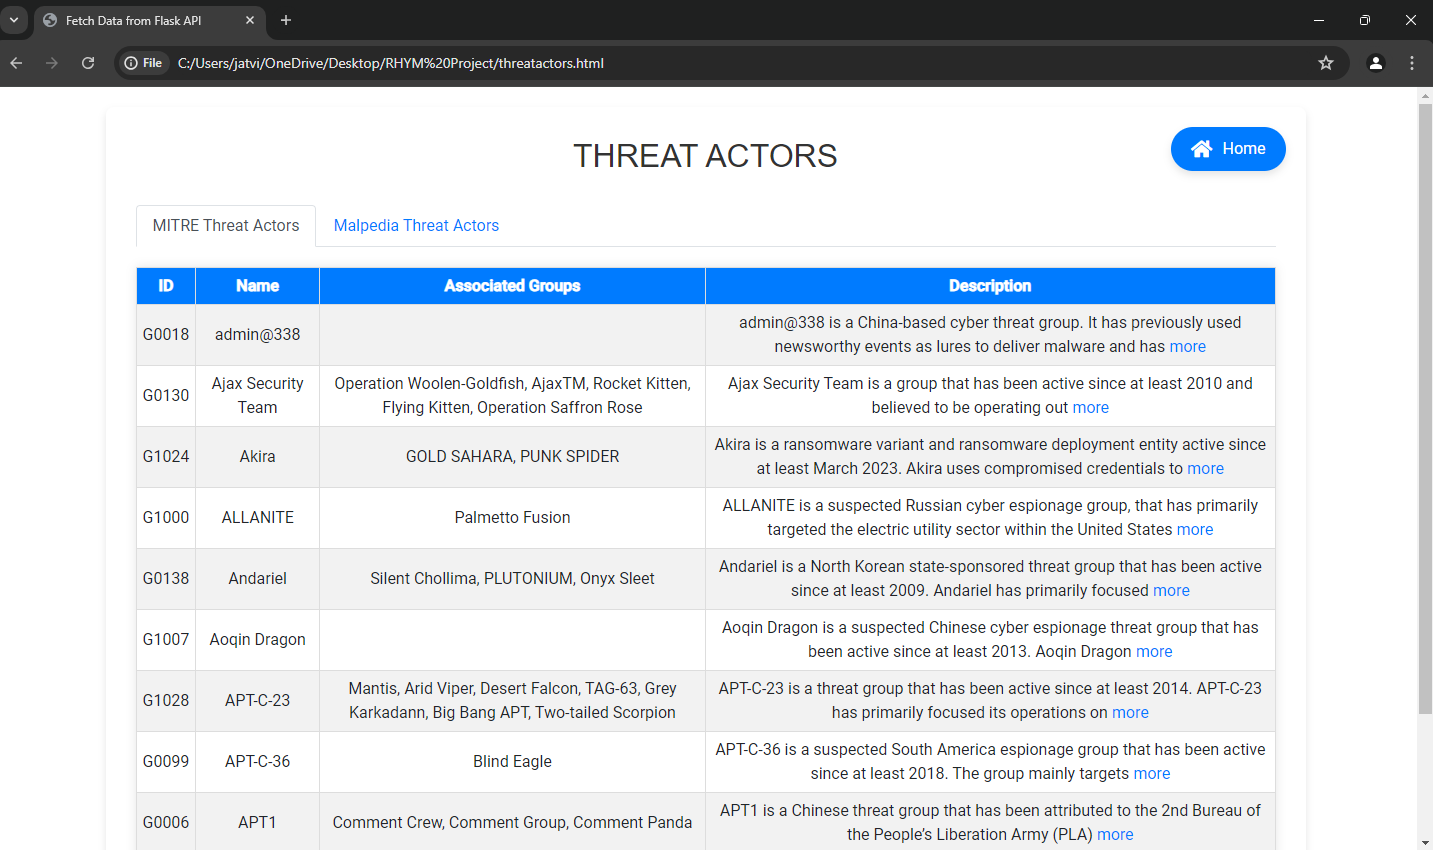 Fetch Data from Flask API
File C:/Users/jatvi/OneDrive/Desktop/RHYM%20Project/threatactors.html
THREAT ACTORS
Home
MITRE Threat Actors
Malpedia Threat Actors
ID Name Associated Groups Description
G0018 admin@338
admin@338 is a China-based cyber threat group. It has previously used
newsworthy events as lures to deliver malware and has more
G0130
Ajax Security
Team
Operation Woolen-Goldfish, AjaxTM, Rocket Kitten,
Flying Kitten, Operation Saffron Rose
Ajax Security Team is a group that has been active since at least 2010 and
believed to be operating out more
G1024 Akira GOLD SAHARA, PUNK SPIDER
Akira is a ransomware variant and ransomware deployment entity active since
at least March 2023. Akira uses compromised credentials to more
G1000 ALLANITE Palmetto Fusion
ALLANITE is a suspected Russian cyber espionage group, that has primarily
targeted the electric utility sector within the United States more
G0138 Andariel Silent Chollima, PLUTONIUM, Onyx Sleet
Andariel is a North Korean state-sponsored threat group that has been active
since at least 2009. Andariel has primarily focused more
G1007 Aoqin Dragon
Aoqin Dragon is a suspected Chinese cyber espionage threat group that has
been active since at least 2013. Aoqin Dragon more
G1028 APT-C-23
Mantis, Arid Viper, Desert Falcon, TAG-63, Grey
Karkadann, Big Bang APT, Two-tailed Scorpion
APT-C-23 is a threat group that has been active since at least 2014. APT-C-23
has primarily focused its operations on more
G0099 APT-C-36 Blind Eagle
APT-C-36 is a suspected South America espionage group that has been active
since at least 2018. The group mainly targets more
G0006 APT1 Comment Crew, Comment Group, Comment Panda
APT1 is a Chinese threat group that has been attributed to the 2nd Bureau of
the People’s Liberation Army (PLA) more